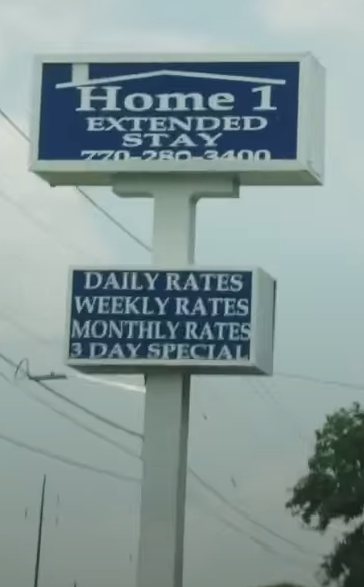 Home 1
EXTENDED
STAY
770-280-3400
DAILY RATES
WEEKLY RATES
MONTHLY RATES
3 DAY SPECIAL